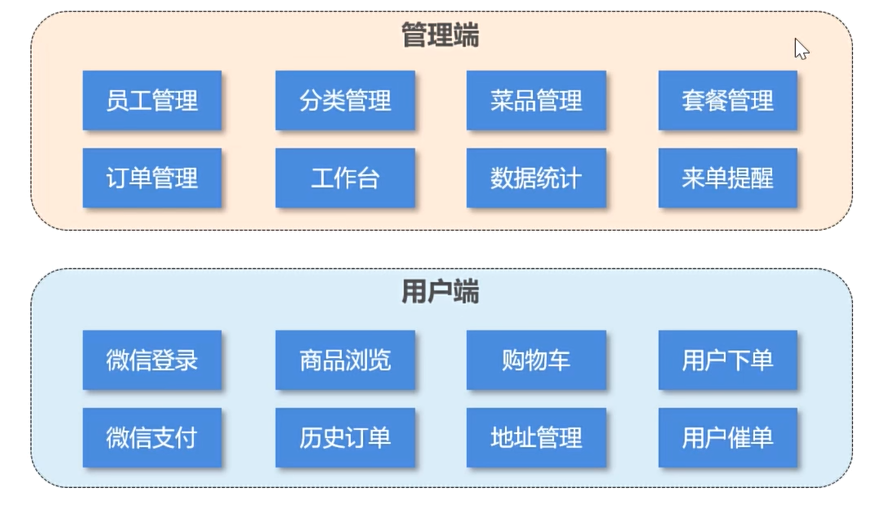 管理端
员工管理 分类管理 菜品管理 套餐管理
订单管理 工作台 数据统计 来单提醒
用户端
微信登录 商品浏览 购物车 用户下单
微信支付 历史订单 地址管理 用户催单